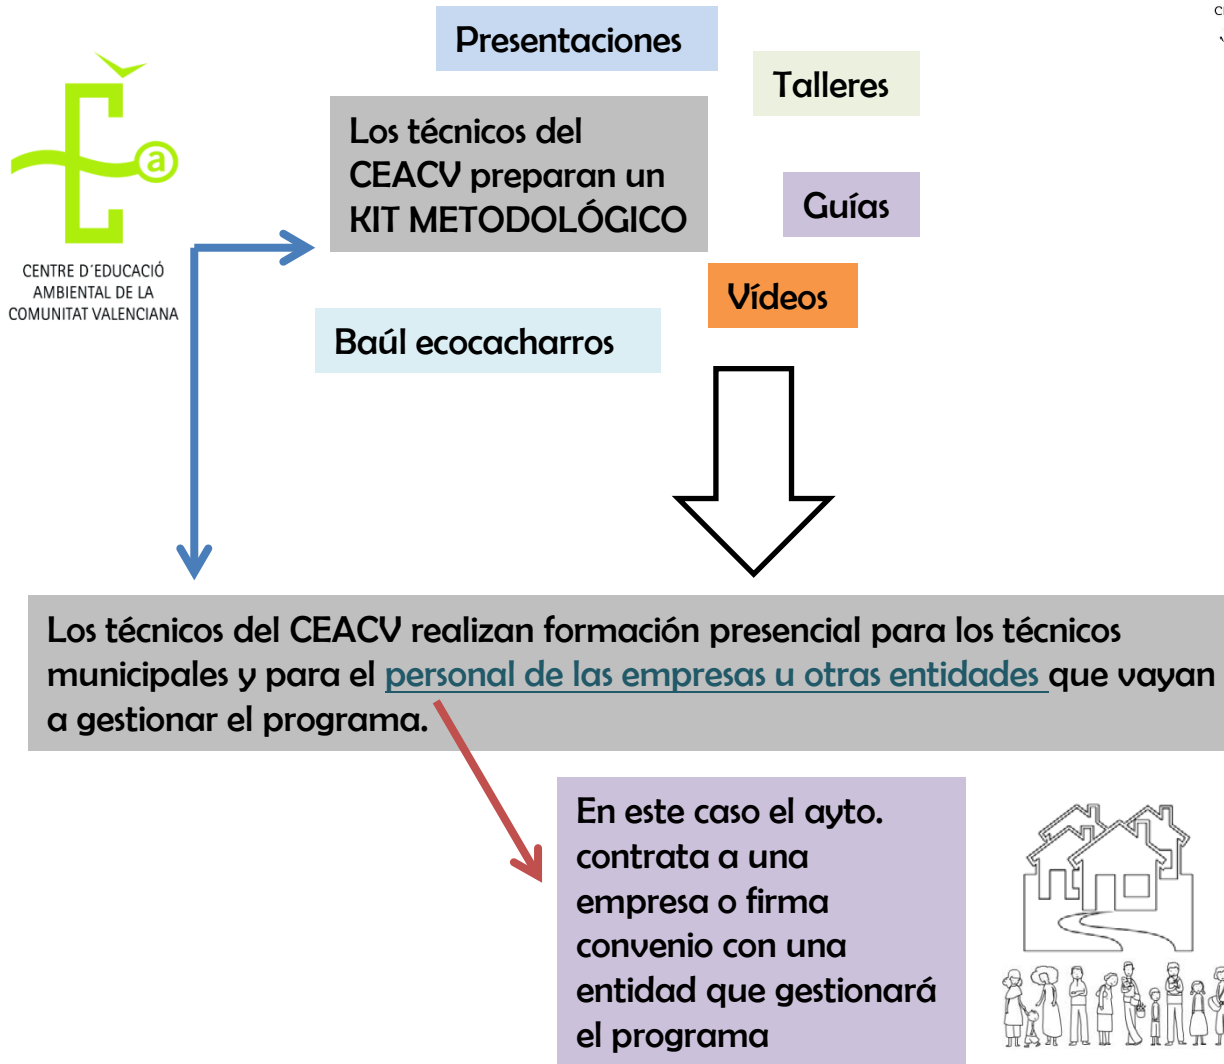 Presentaciones
Talleres
Los técnicos del
CEACV preparan un
KIT METODOLÓGICO
Guías
Vídeos
Baúl ecocacharros
a
CENTRE D´EDUCACIÓ
AMBIENTAL DE LA
COMUNITAT VALENCIANA
Los técnicos del CEACV realizan formación presencial para los técnicos
municipales y para el personal de las empresas u otras entidades que vayan
a gestionar el programa.
En este caso el ayto.
contrata a una
empresa o firma
convenio con una
entidad que gestionará
el programa